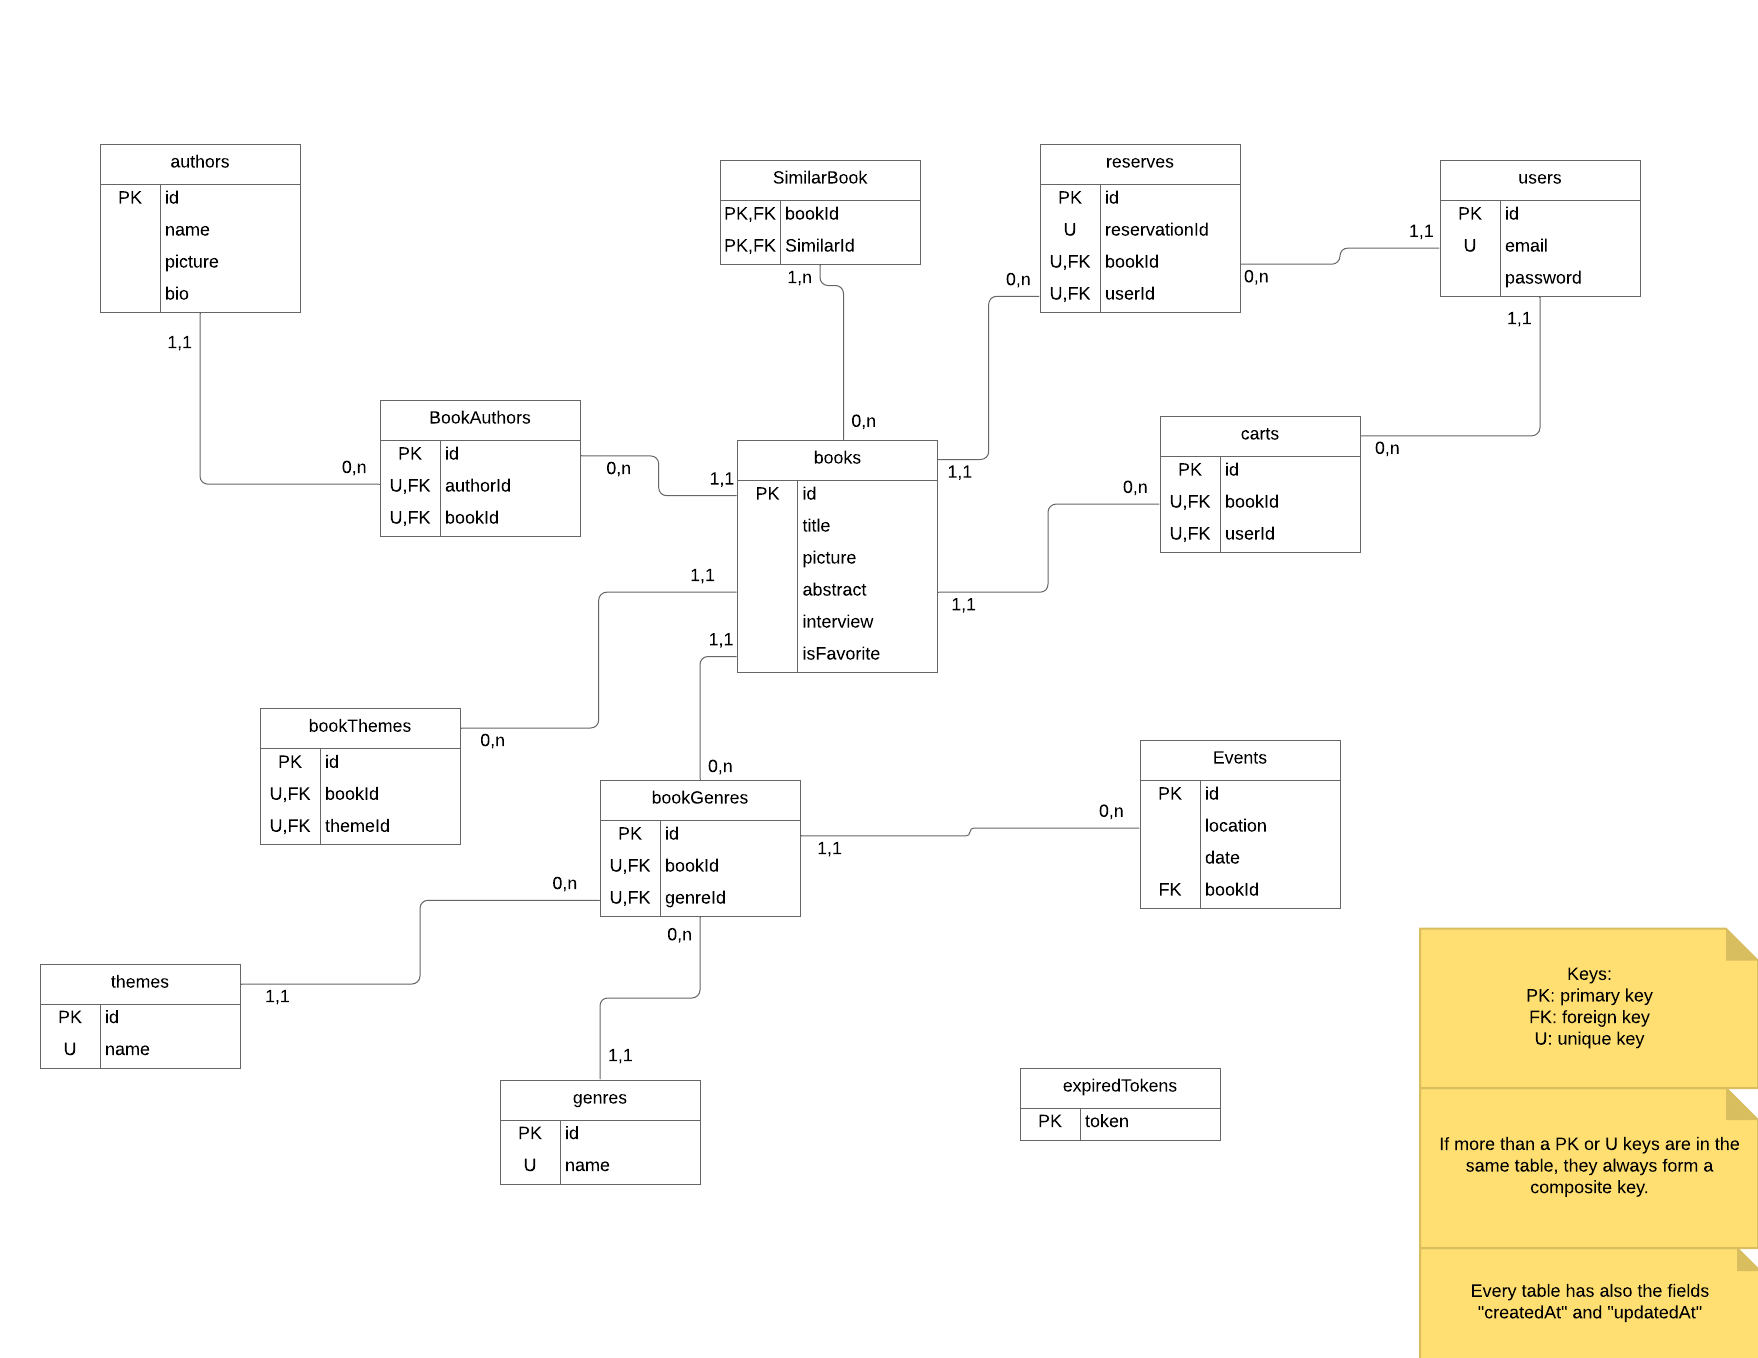 authors
PK id
name
picture
bio
1,1
SimilarBook
PK,FK bookId
PK,FK SimilarId
1,n
0,n
reserves
PK id
U reservationId
U,FK bookId
U,FK userId
0,n
0,n
1,1
users
PK id
U email
password
1,1
1,1
BookAuthors
PK id
U,FK authorId
U,FK bookId
0,n
0,n
1,1
books
PK id
title
picture
abstract
interview
isFavorite
1,1
1,1
1,1
1,1
carts
PK id
U,FK bookId
U,FK userId
0,n
0,n
bookThemes
PK id
U,FK bookId
U,FK themeId
0,n
0,n
bookGenres
PK id
U,FK bookId
U,FK genreId
1,1
0,n
0,n
Events
PK id
location
date
FK bookId
0,n
themes
PK id
U name
1,1
genres
PK id
U name
1,1
expiredTokens
PK token
Keys:
PK: primary key
FK: foreign key
U: unique key
If more than a PK or U keys are in the
same table, they always form a
composite key.
Every table has also the fields
"createdAt" and "updatedAt"